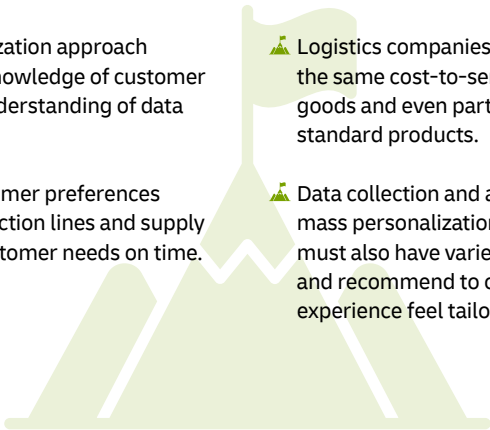 zation approach
nowledge of customer
derstanding of data
mer preferences
ction lines and supply
tomer needs on time.
Logistics companies
the same cost-to-se
goods and even part
standard products.
Data collection and a
mass personalization
must also have varie
and recommend to c
experience feel tailo